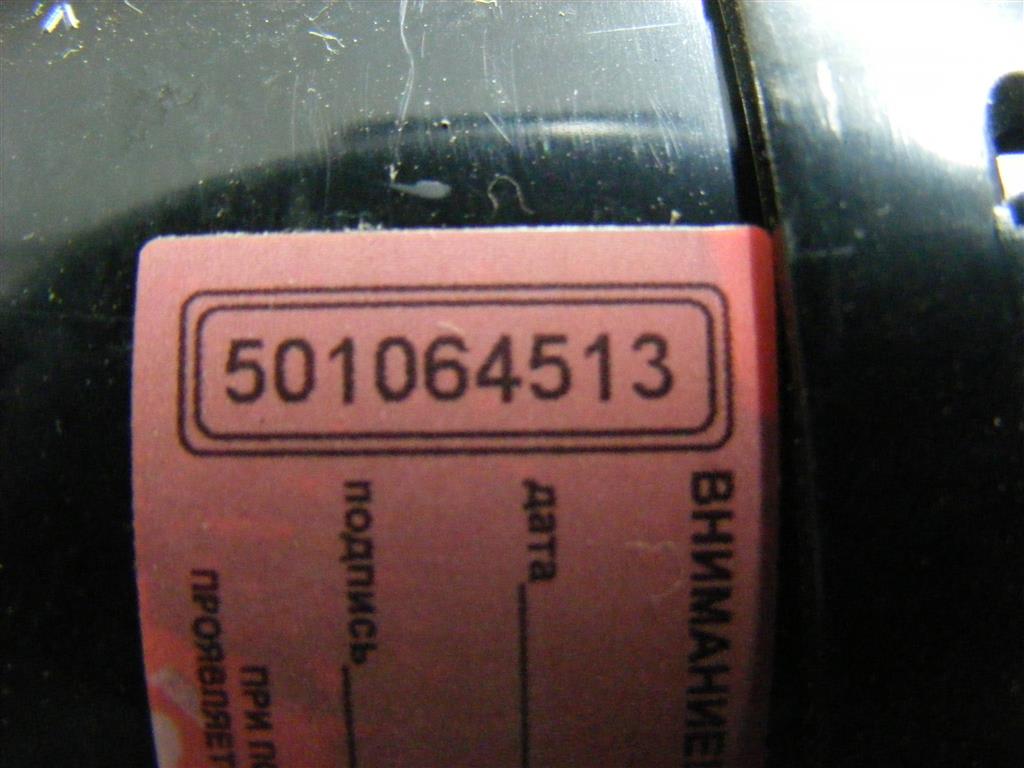 501064513
ВНИМАНИЕ
дата
подпись
ПРИ
ПРОЯВЛЯЕТ